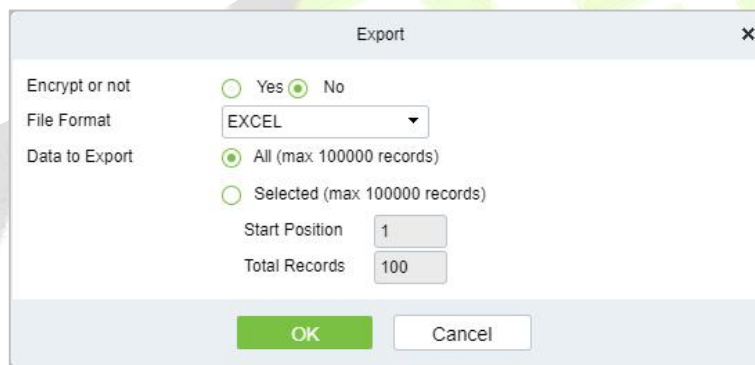 Export
Encrypt or not Yes No
File Format EXCEL
Data to Export All (max 100000 records)
Selected (max 100000 records)
Start Position 1
Total Records 100
OK Cancel